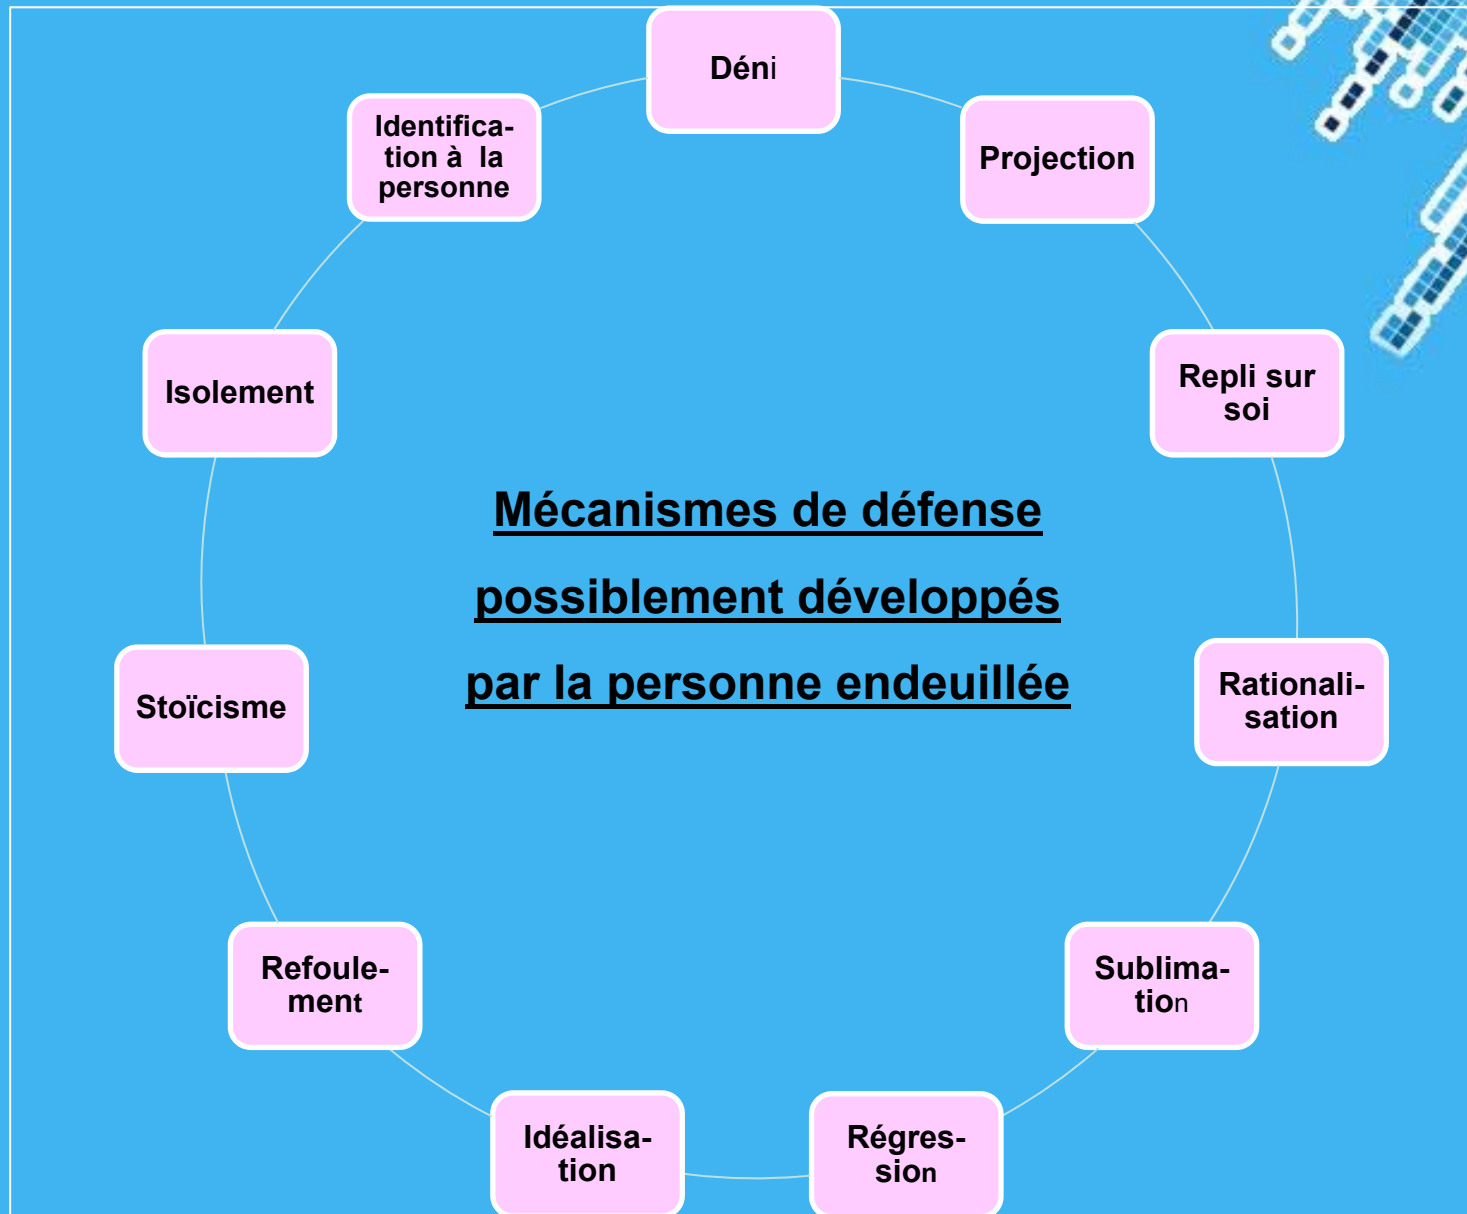 Déni
Projection
Repli sur
soi
Rationali-
sation
Sublima-
tion
Régres-
sion
Idéalisa-
tion
Refoule-
ment
Stoïcisme
Isolement
Identifica-
tion à la
personne
Mécanismes de défense
possiblement développés
par la personne endeuillée